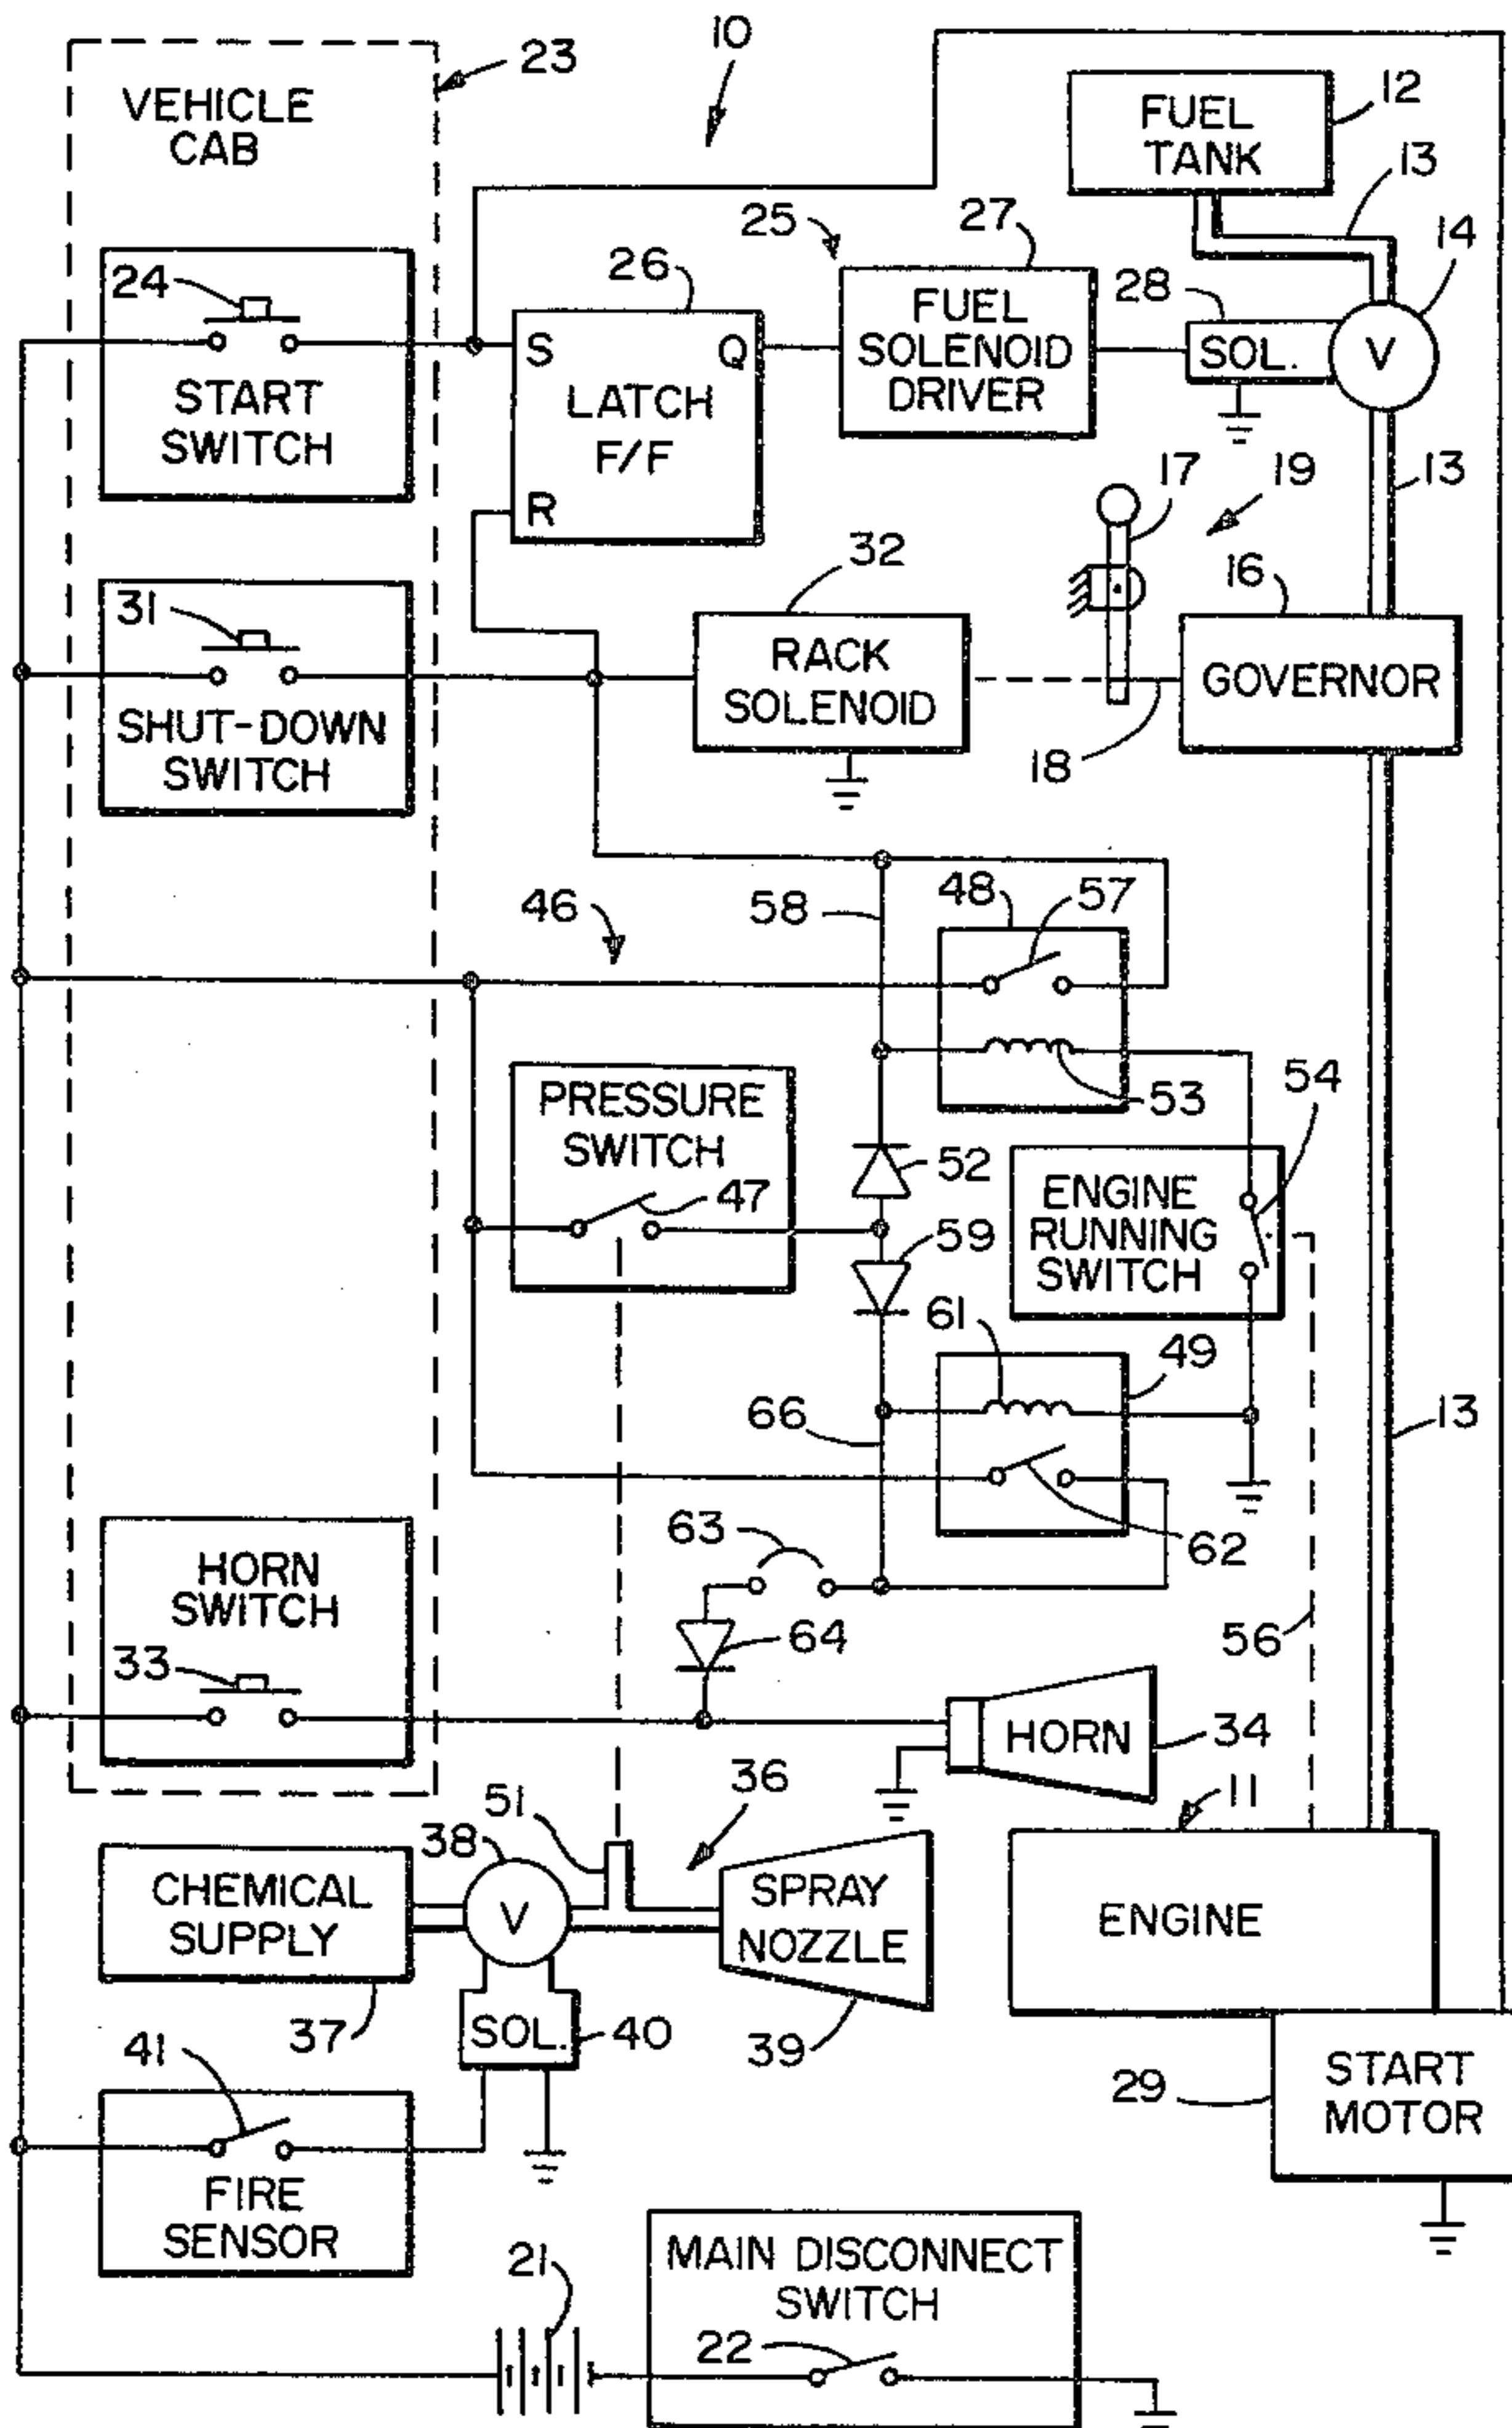 10
23
VEHICLE
CAB
FUEL
TANK
12
13
14
25
27
26
28
24
START
SWITCH
S
Q
LATCH
F/F
R
FUEL
SOLENOID
DRIVER
SOL.
V
13
17
19
16
32
31
SHUT-DOWN
SWITCH
RACK
SOLENOID
18
GOVERNOR
46
58
48
57
53
54
PRESSURE
SWITCH
47
52
59
ENGINE
RUNNING
SWITCH
61
49
66
13
62
63
64
56
HORN
SWITCH
33
HORN
34
36
11
51
38
CHEMICAL
SUPPLY
V
SPRAY
NOZZLE
ENGINE
37
SOL.
40
39
41
FIRE
SENSOR
29
START
MOTOR
21
MAIN DISCONNECT
SWITCH
22